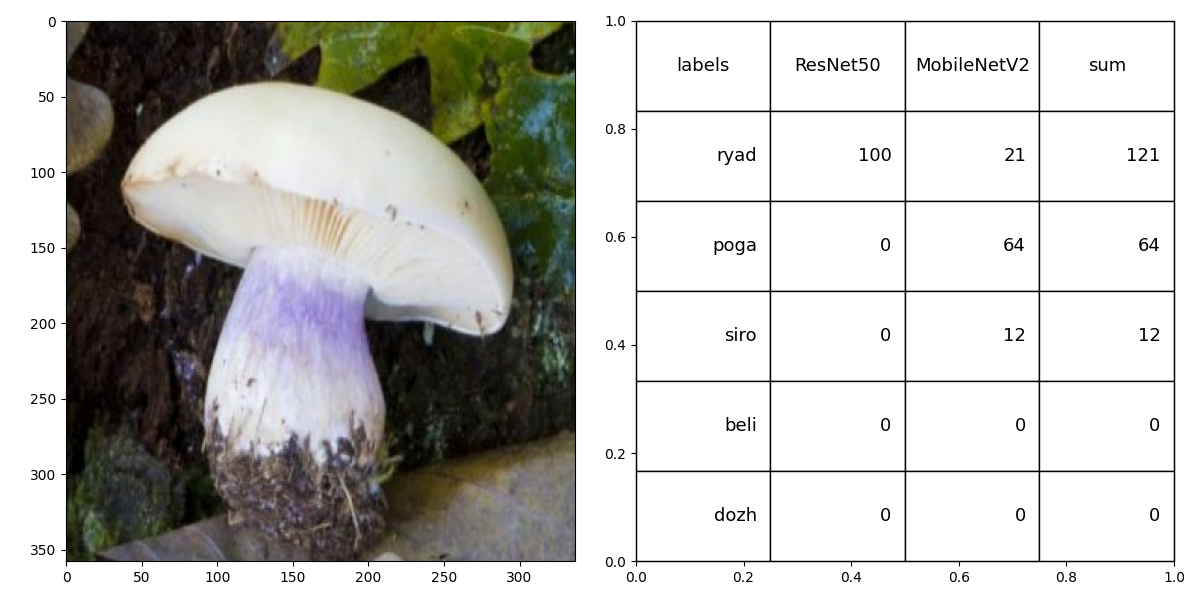 0
50
100
150
200
250
300
350
0 50 100 150 200 250 300
1.0
0.8
0.6
0.4
0.2
0.0
0.0 0.2 0.4 0.6 0.8 1.0
labels ResNet50 MobileNetV2 sum
ryad 100 21 121
poga 0 64 64
siro 0 12 12
beli 0 0 0
dozh 0 0 0